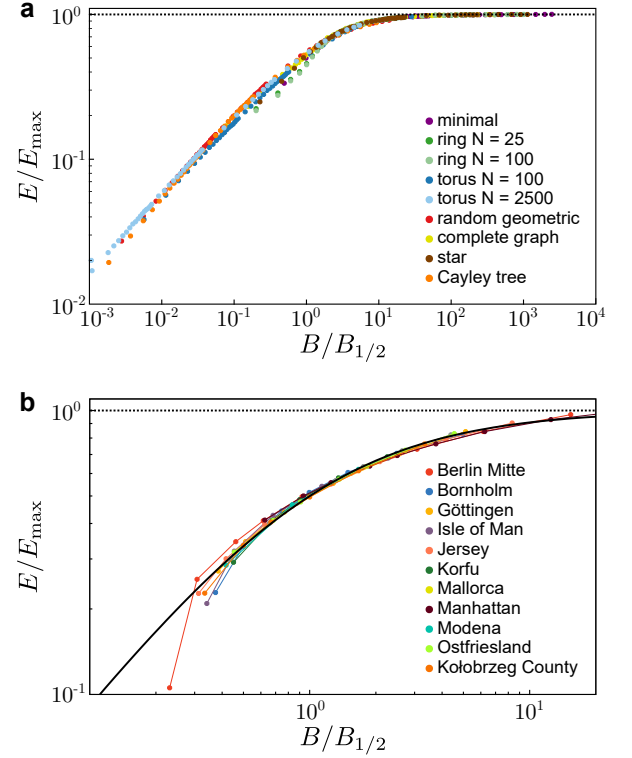 a
E/E_max
10^0
10^-1
10^-2
minimal
ring N = 25
ring N = 100
torus N = 100
torus N = 2500
random geometric
complete graph
star
Cayley tree
10^-3 10^-2 10^-1 10^0 10^1 10^2 10^3 10^4
B/B_1/2
b
E/E_max
10^0
10^-1
Berlin Mitte
Bornholm
Göttingen
Isle of Man
Jersey
Korfu
Mallorca
Manhattan
Modena
Ostfriesland
Kołobrzeg County
10^0 10^1
B/B_1/2